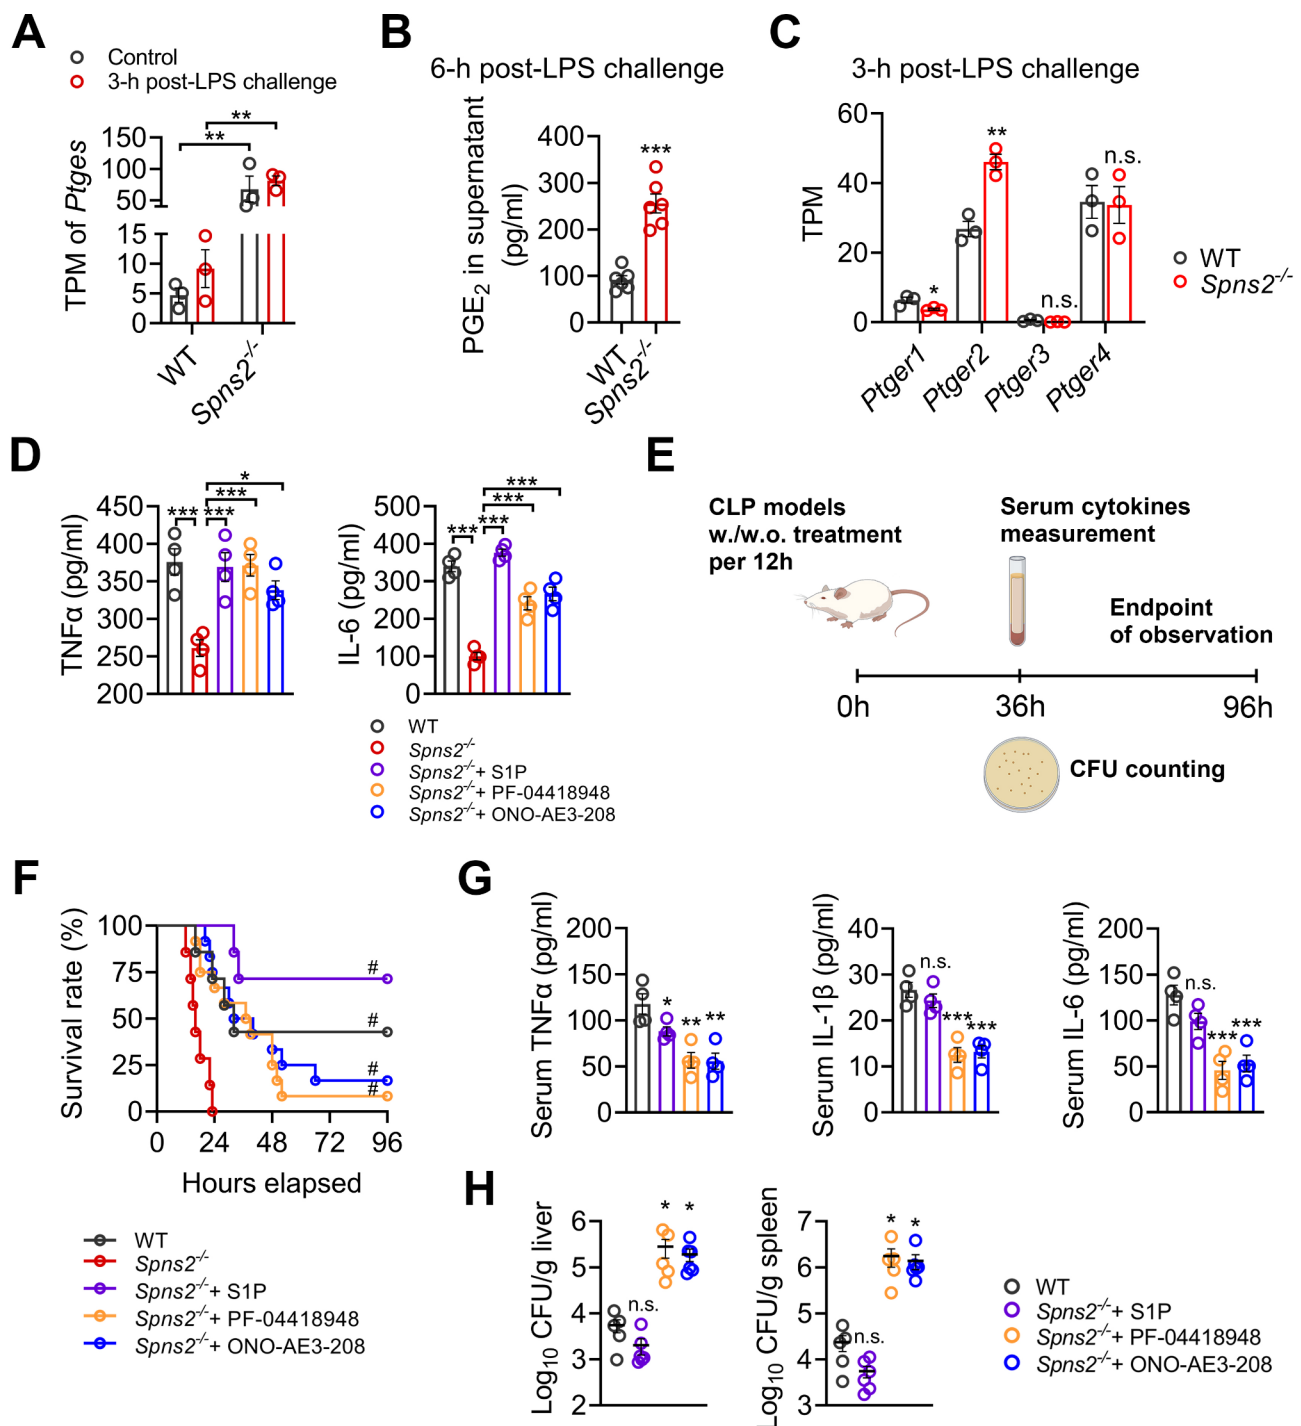 A
Control
3-h post-LPS challenge
TPM of Ptges
150
100
50
15
10
5
0
**
**
WT
Spns2-/-
B
6-h post-LPS challenge
PGE2 in supernatant
(pg/ml)
400
300
200
100
0
***
WT
Spns2-/-
C
3-h post-LPS challenge
TPM
60
40
20
0
*
**
n.s.
n.s.
Ptger1
Ptger2
Ptger3
Ptger4
WT
Spns2-/-
D
TNFα (pg/ml)
450
400
350
300
250
200
*
***
*** ***
IL-6 (pg/ml)
500
400
300
200
100
0
***
***
*** ***
WT
Spns2-/-
Spns2-/-+ S1P
Spns2-/-+ PF-04418948
Spns2-/-+ ONO-AE3-208
E
CLP models
w./w.o. treatment
per 12h
Serum cytokines
measurement
Endpoint
of observation
0h
36h
96h
CFU counting
F
Survival rate (%)
100
75
50
25
0
#
#
#
#
0 24 48 72 96
Hours elapsed
WT
Spns2-/-
Spns2-/-+ S1P
Spns2-/-+ PF-04418948
Spns2-/-+ ONO-AE3-208
G
Serum TNFα (pg/ml)
200
150
100
50
0
*
** **
Serum IL-1β (pg/ml)
40
30
20
10
0
n.s.
*** ***
Serum IL-6 (pg/ml)
200
150
100
50
0
n.s.
*** ***
H
Log10 CFU/g liver
6
5
4
3
2
n.s.
* *
Log10 CFU/g spleen
7
6
5
4
3
n.s.
* *
WT
Spns2-/-+ S1P
Spns2-/-+ PF-04418948
Spns2-/-+ ONO-AE3-208